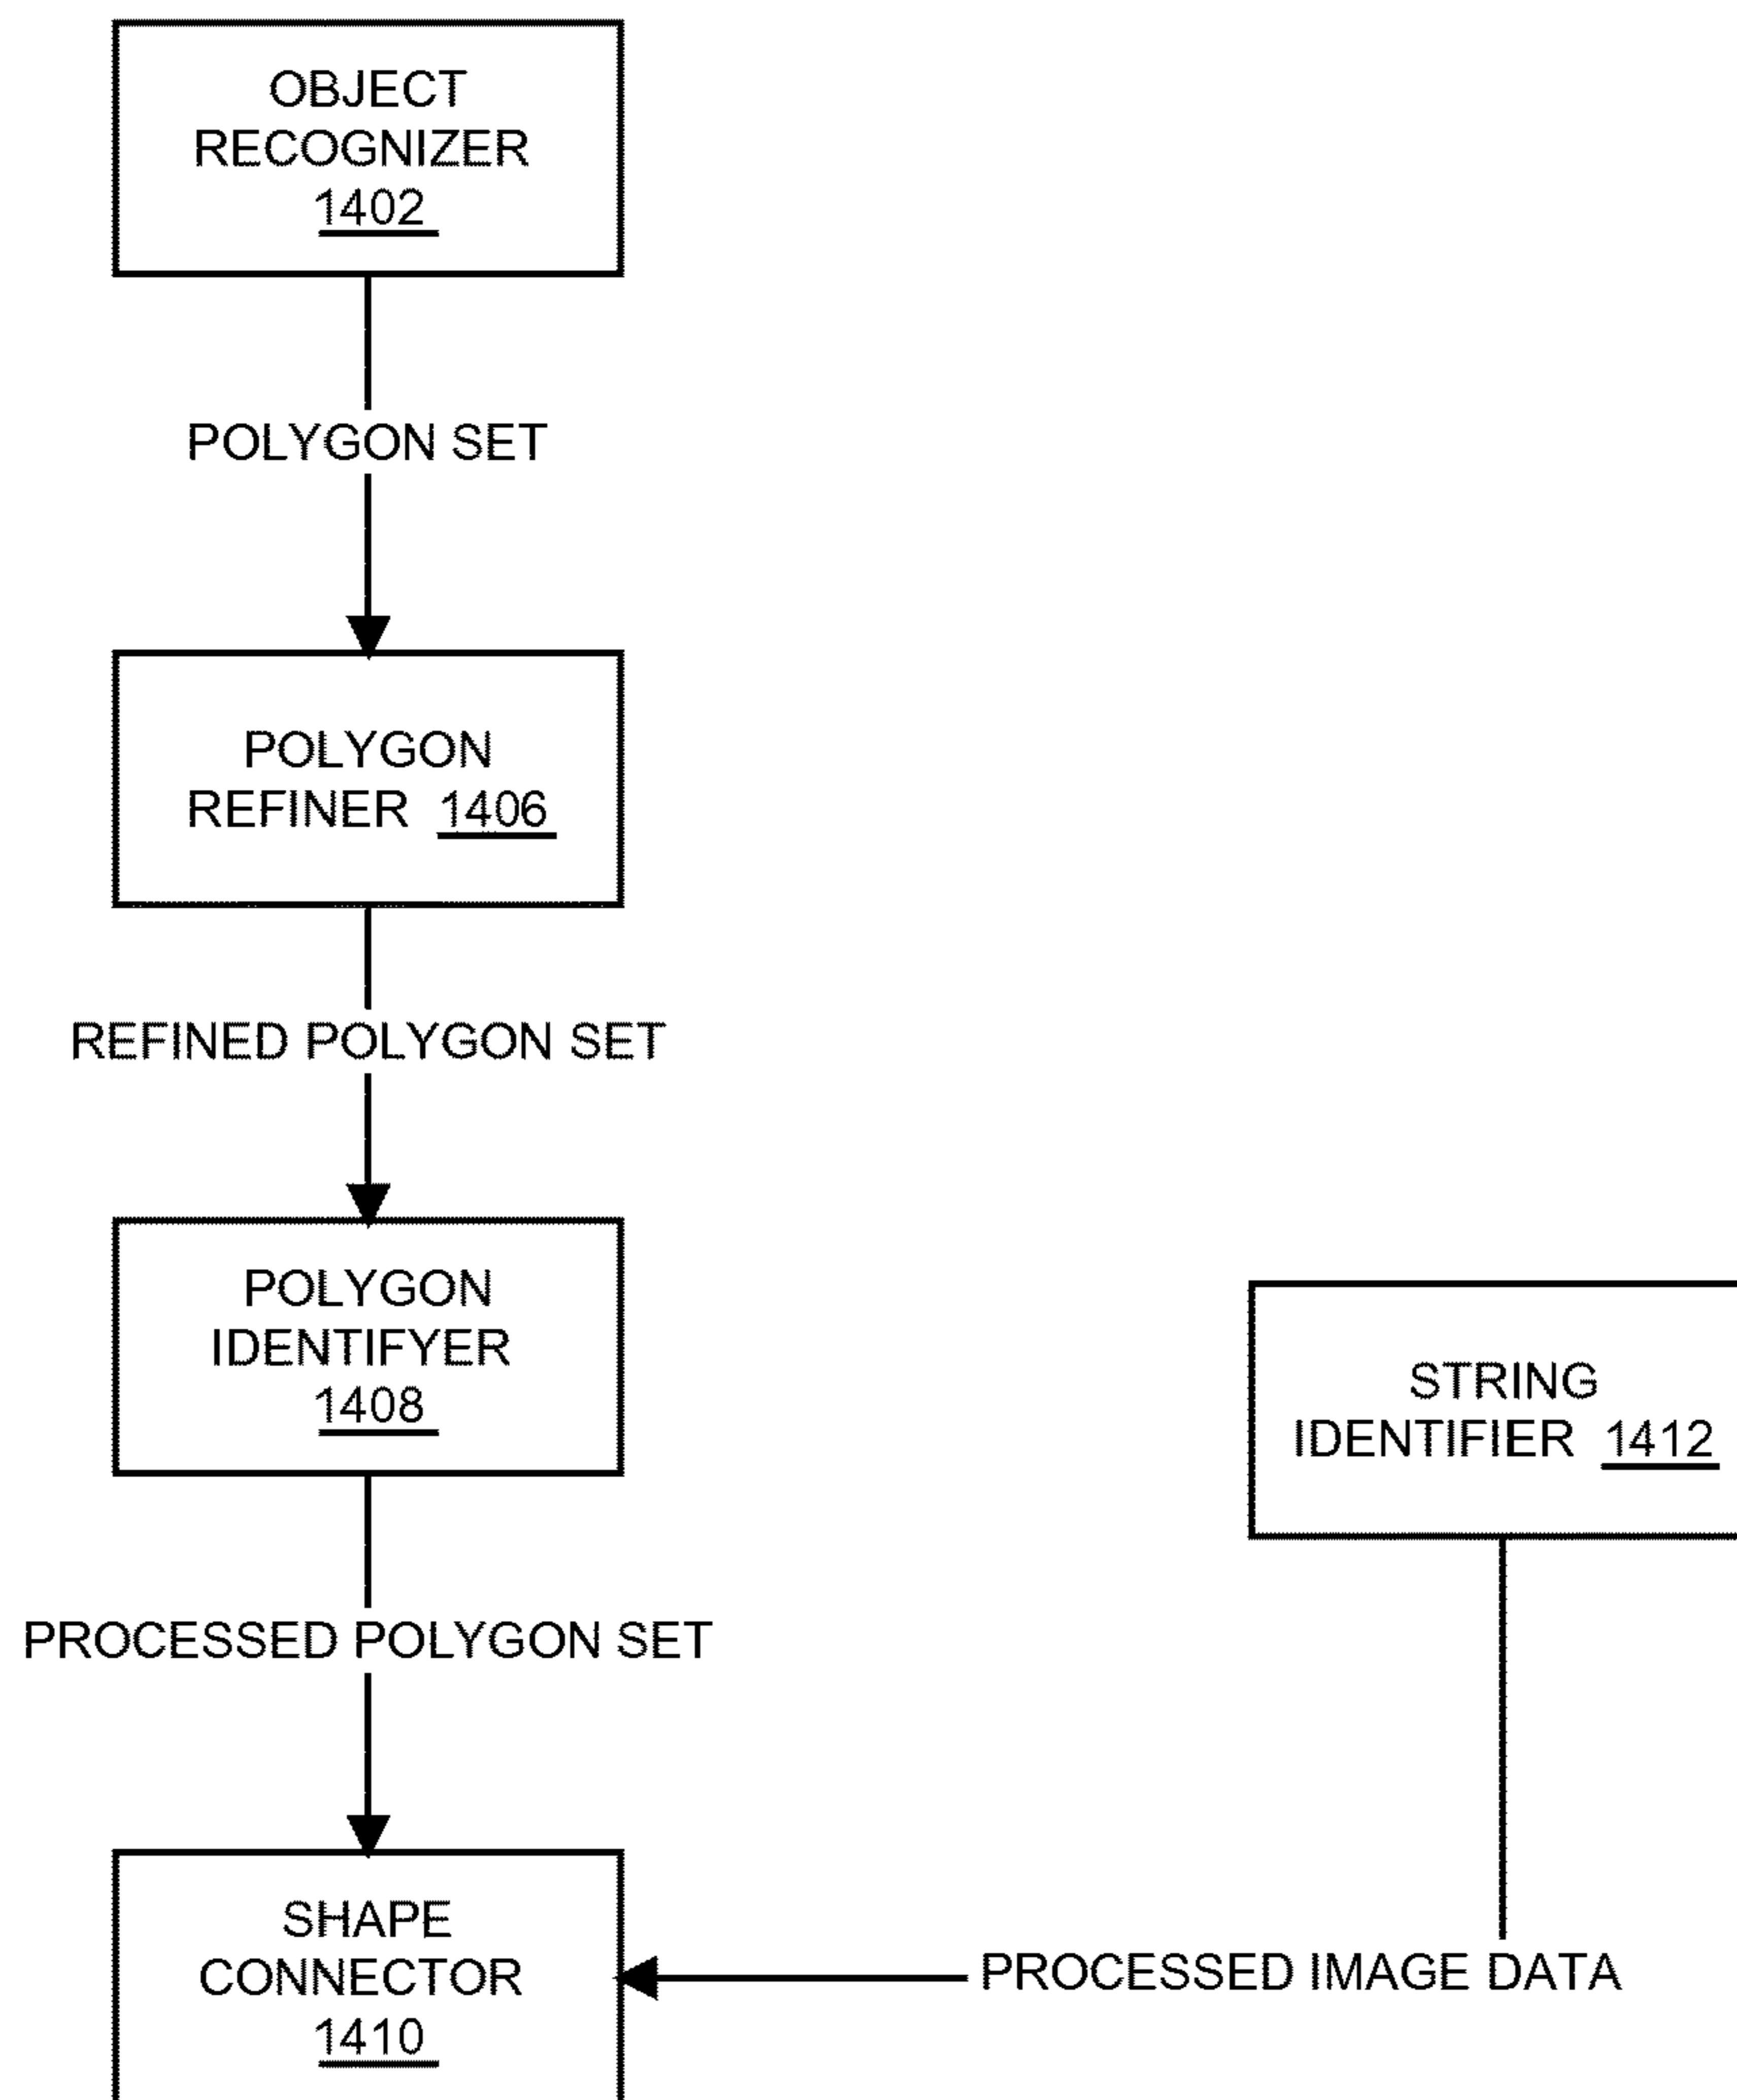 OBJECT
RECOGNIZER
1402
POLYGON SET
POLYGON
REFINER 1406
REFINED POLYGON SET
POLYGON
IDENTIFYER
1408
STRING
IDENTIFIER 1412
PROCESSED POLYGON SET
SHAPE
CONNECTOR
1410
PROCESSED IMAGE DATA